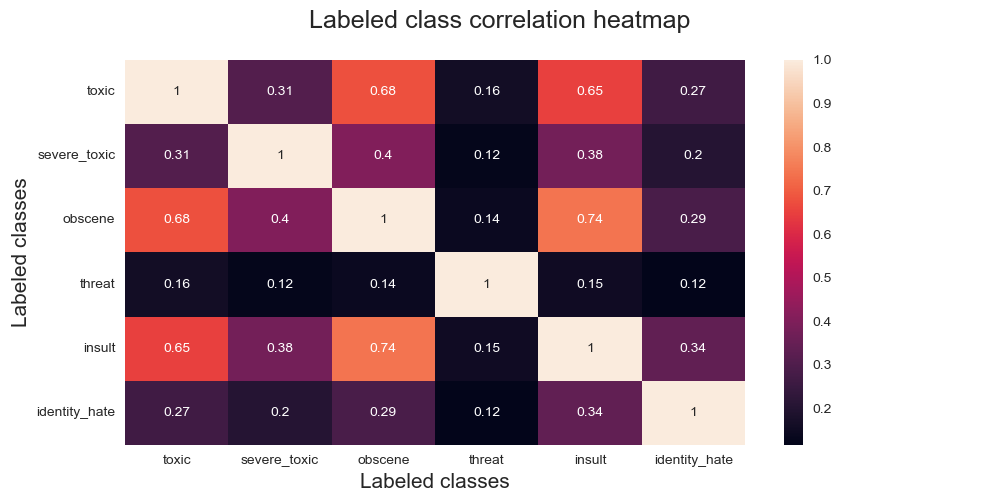 Labeled class correlation heatmap
toxic 1 0.31 0.68 0.16 0.65 0.27
severe_toxic 0.31 1 0.4 0.12 0.38 0.2
obscene 0.68 0.4 1 0.14 0.74 0.29
threat 0.16 0.12 0.14 1 0.15 0.12
insult 0.65 0.38 0.74 0.15 1 0.34
identity_hate 0.27 0.2 0.29 0.12 0.34 1
toxic severe_toxic obscene threat insult identity_hate
Labeled classes
Labeled classes
1.0
0.9
0.8
0.7
0.6
0.5
0.4
0.3
0.2